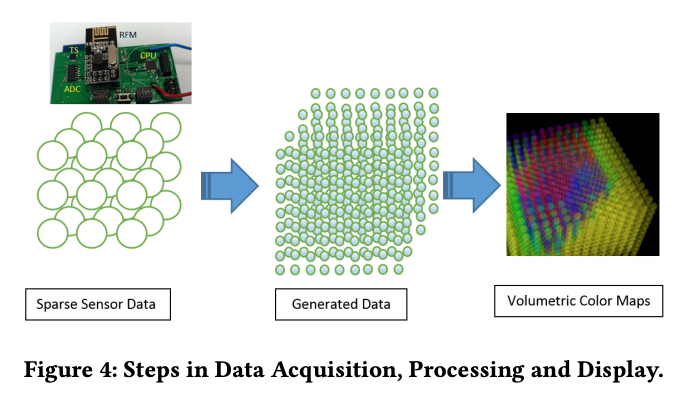 RFM
TS
CPU
ADC
Sparse Sensor Data
Generated Data
Volumetric Color Maps
Figure 4: Steps in Data Acquisition, Processing and Display.